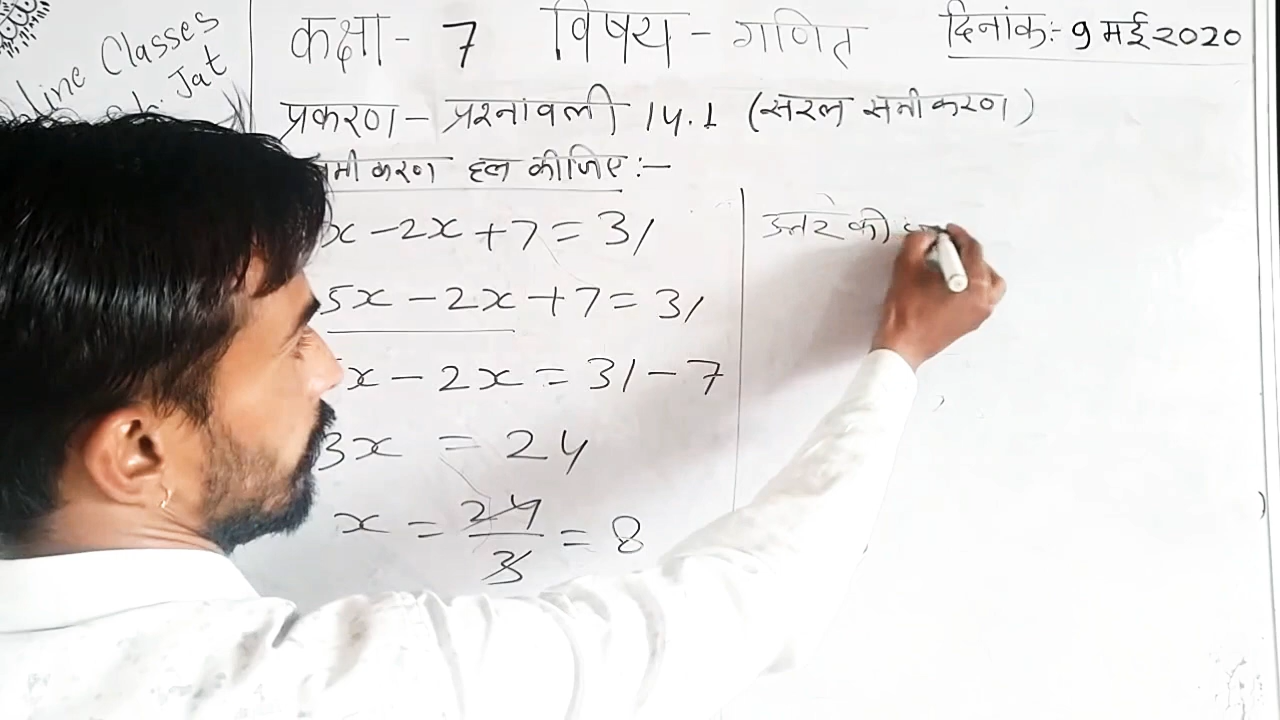 line Classes
Jat
कक्षा- 7 विषय - गणित दिनांक:- 9 मई 2020
प्रकरण - प्रश्नावली 14.1 (सरल समीकरण)
समीकरण हल कीजिए:-
x - 2x + 7 = 31
5x - 2x + 7 = 31
x - 2x = 31 - 7
3x = 24
x = 24/3 = 8
उत्तर की